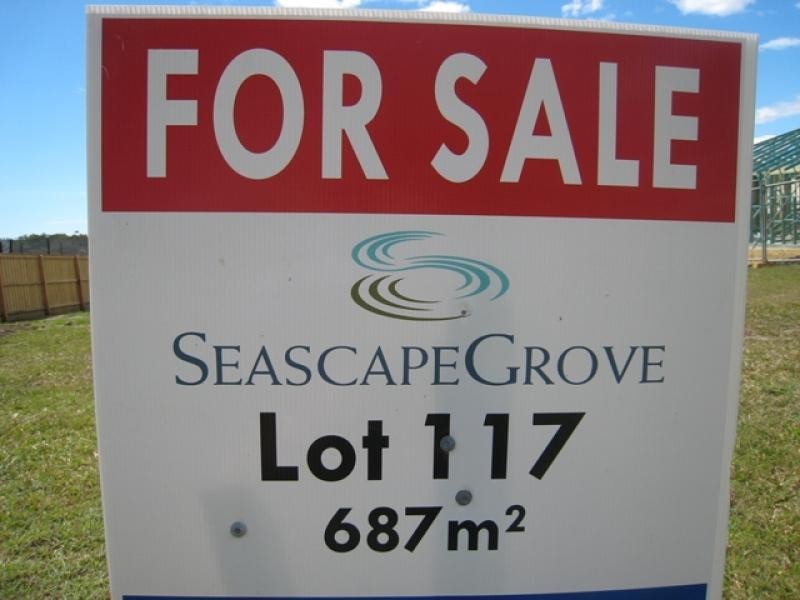 FOR SALE
SEASCAPEGROVE
Lot 117
687m²